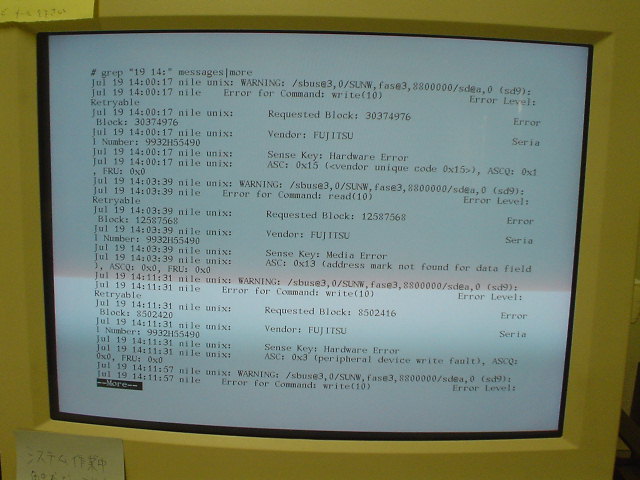 # grep "19 14:" messages|more
Jul 19 14:00:17 nile unix: WARNING: /sbus@3,0/SUNW,fas@3,8800000/sd@a,0 (sd9):
Jul 19 14:00:17 nile     Error for Command: write(10)                Error Level:
Retryable
Jul 19 14:00:17 nile unix:      Requested Block: 30374976                  Error
 Block: 30374976
Jul 19 14:00:17 nile unix:      Vendor: FUJITSU                            Seria
l Number: 9932H55490
Jul 19 14:00:17 nile unix:      Sense Key: Hardware Error
Jul 19 14:00:17 nile unix:      ASC: 0x15 (<vendor unique code 0x15>), ASCQ: 0x1
, FRU: 0x0
Jul 19 14:03:39 nile unix: WARNING: /sbus@3,0/SUNW,fas@3,8800000/sd@a,0 (sd9):
Jul 19 14:03:39 nile     Error for Command: read(10)                 Error Level:
Retryable
Jul 19 14:03:39 nile unix:      Requested Block: 12587568                  Error
 Block: 12587568
Jul 19 14:03:39 nile unix:      Vendor: FUJITSU                            Seria
l Number: 9932H55490
Jul 19 14:03:39 nile unix:      Sense Key: Media Error
Jul 19 14:03:39 nile unix:      ASC: 0x13 (address mark not found for data field
), ASCQ: 0x0, FRU: 0x0
Jul 19 14:11:31 nile unix: WARNING: /sbus@3,0/SUNW,fas@3,8800000/sd@a,0 (sd9):
Jul 19 14:11:31 nile     Error for Command: write(10)                Error Level:
Retryable
Jul 19 14:11:31 nile unix:      Requested Block: 8502416                   Error
 Block: 8502420
Jul 19 14:11:31 nile unix:      Vendor: FUJITSU                            Seria
l Number: 9932H55490
Jul 19 14:11:31 nile unix:      Sense Key: Hardware Error
Jul 19 14:11:31 nile unix:      ASC: 0x3 (peripheral device write fault), ASCQ:
0x0, FRU: 0x0
Jul 19 14:11:57 nile unix: WARNING: /sbus@3,0/SUNW,fas@3,8800000/sd@a,0 (sd9):
Jul 19 14:11:57 nile     Error for Command: write(10)                Error Level:
--More--
システム作業中